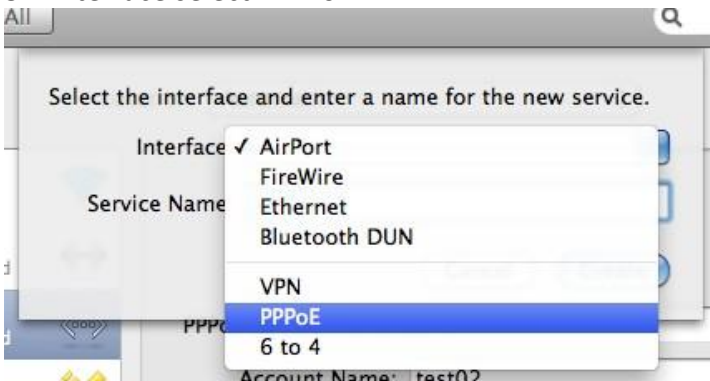 All
Select the interface and enter a name for the new service.
Interface ✓ AirPort
FireWire
Service Name Ethernet
Bluetooth DUN
VPN
PPPoE
PPPo
6 to 4
Account Name: test02